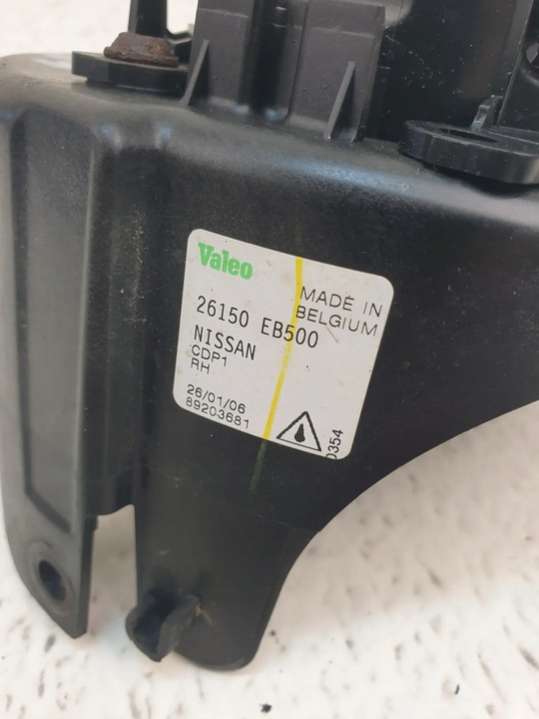 Valeo
MADE IN
BELGIUM
26150 EB500
NISSAN
CDP1
RH
26/01/06
89203681
0354